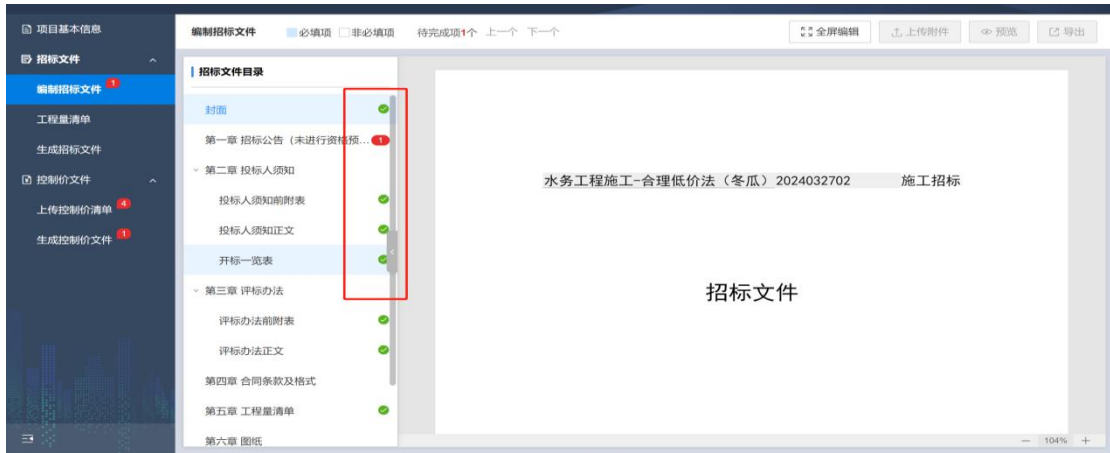 项目基本信息
招标文件
编制招标文件 1
工程量清单
生成招标文件
控制价文件
上传控制价清单 4
生成控制价文件 1
编制招标文件 必填项 非必填项 待完成项1个 上一个 下一个 全屏编辑 上传附件 预览 导出
招标文件目录
封面
第一章 招标公告（未进行资格预... 1
第二章 投标人须知
投标人须知前附表
投标人须知正文
开标一览表
第三章 评标办法
评标办法前附表
评标办法正文
第四章 合同条款及格式
第五章 工程量清单
第六章 图纸
水务工程施工-合理低价法（冬瓜）2024032702 施工招标
招标文件
104%